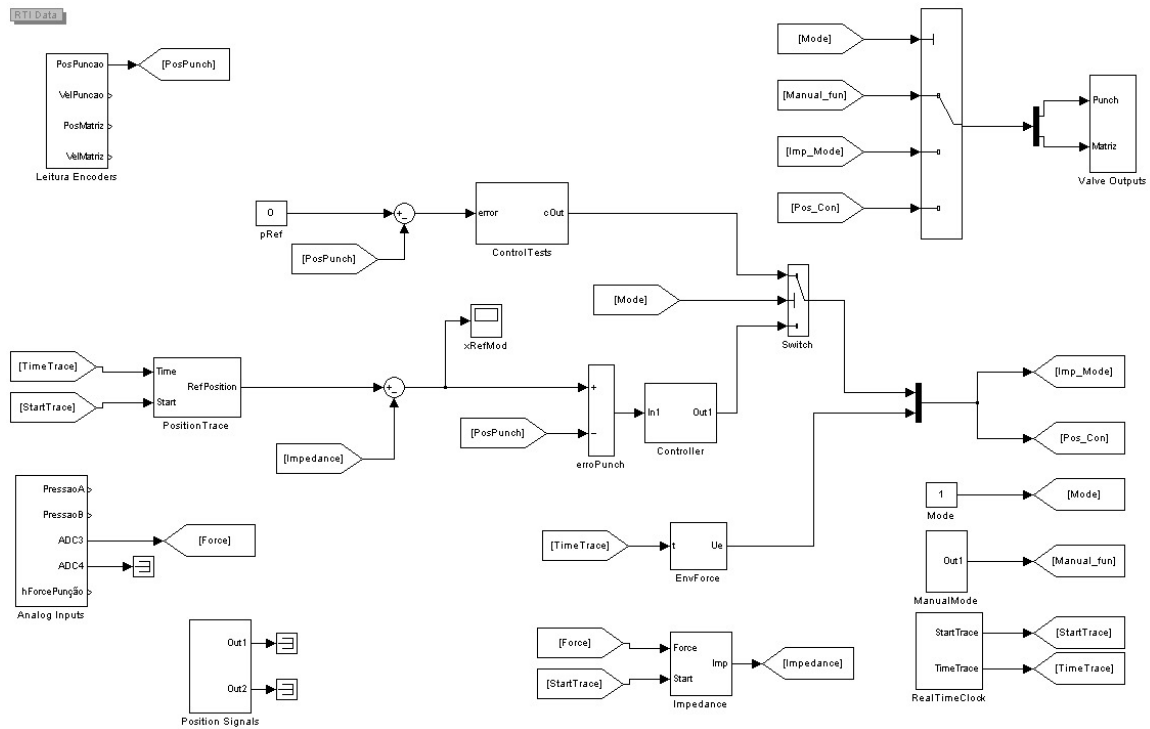 RTI Data
PosPuncao
VelPuncao
PosMatriz
VelMatriz
Leitura Encoders
[PosPunch]
[Mode]
[Manual_fun]
[Imp_Mode]
[Pos_Con]
Punch
Matriz
Valve Outputs
0
pRef
+
−
[PosPunch]
error
cOut
ControlTests
[Mode]
Switch
xRefMod
[TimeTrace]
[StartTrace]
Time
Start
RefPosition
PositionTrace
+
+
[Impedance]
[PosPunch]
+
−
erroPunch
In1
Out1
Controller
[Imp_Mode]
[Pos_Con]
1
Mode
[Mode]
Out1
ManualMode
[Manual_fun]
StartTrace
TimeTrace
RealTimeClock
[StartTrace]
[TimeTrace]
PressaoA
PressaoB
ADC3
ADC4
hForcePunção
Analog Inputs
[Force]
[TimeTrace]
t
Ue
EnvForce
Out1
Out2
Position Signals
[Force]
[StartTrace]
Force
Start
Imp
Impedance
[Impedance]